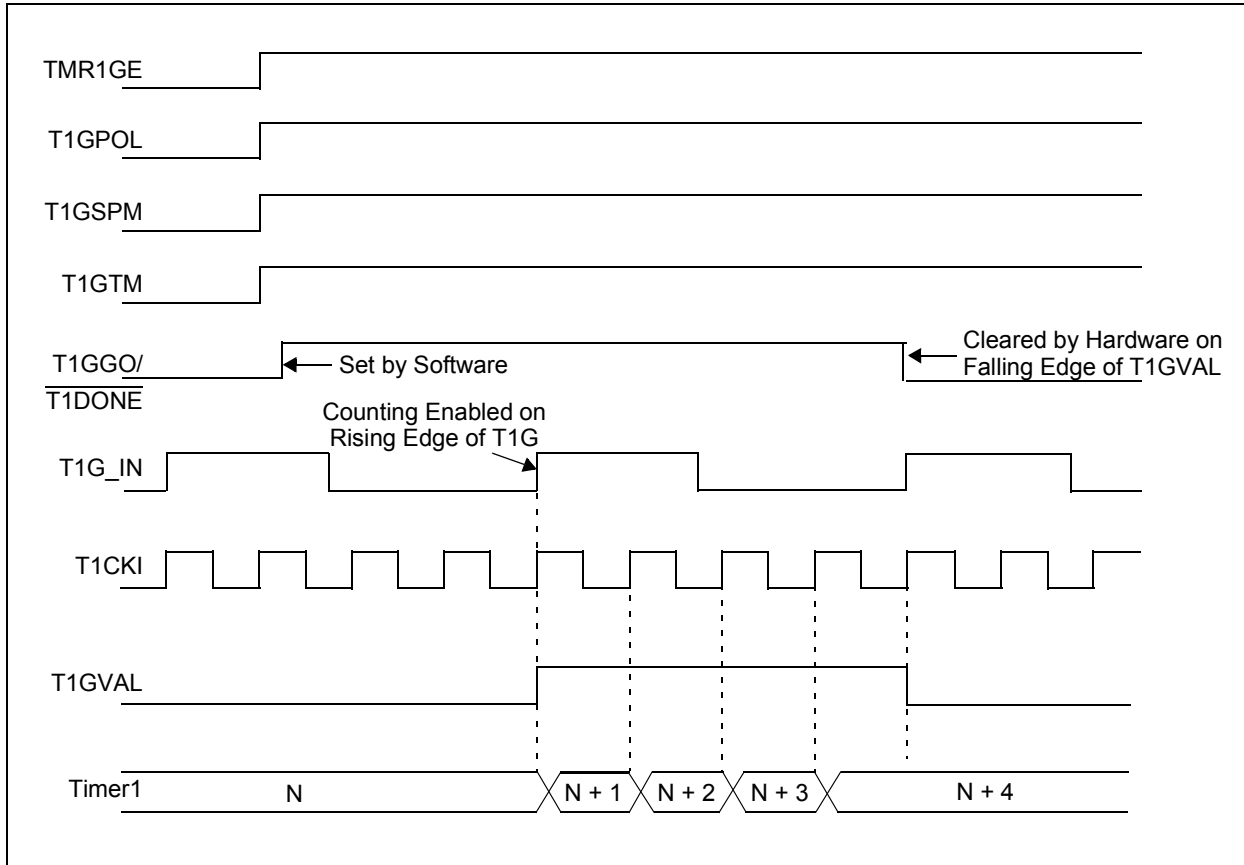 TMR1GE
T1GPOL
T1GSPM
T1GTM
T1GGO/
T1DONE
Set by Software
Cleared by Hardware on
Falling Edge of T1GVAL
Counting Enabled on
Rising Edge of T1G
T1G_IN
T1CKI
T1GVAL
Timer1
N
N + 1
N + 2
N + 3
N + 4